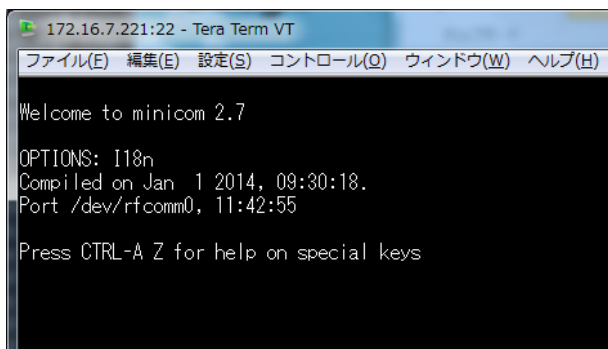 172.16.7.221:22 - Tera Term VT
ファイル(F) 編集(E) 設定(S) コントロール(O) ウィンドウ(W) ヘルプ(H)
Welcome to minicom 2.7
OPTIONS: I18n
Compiled on Jan  1 2014, 09:30:18.
Port /dev/rfcomm0, 11:42:55
Press CTRL-A Z for help on special keys